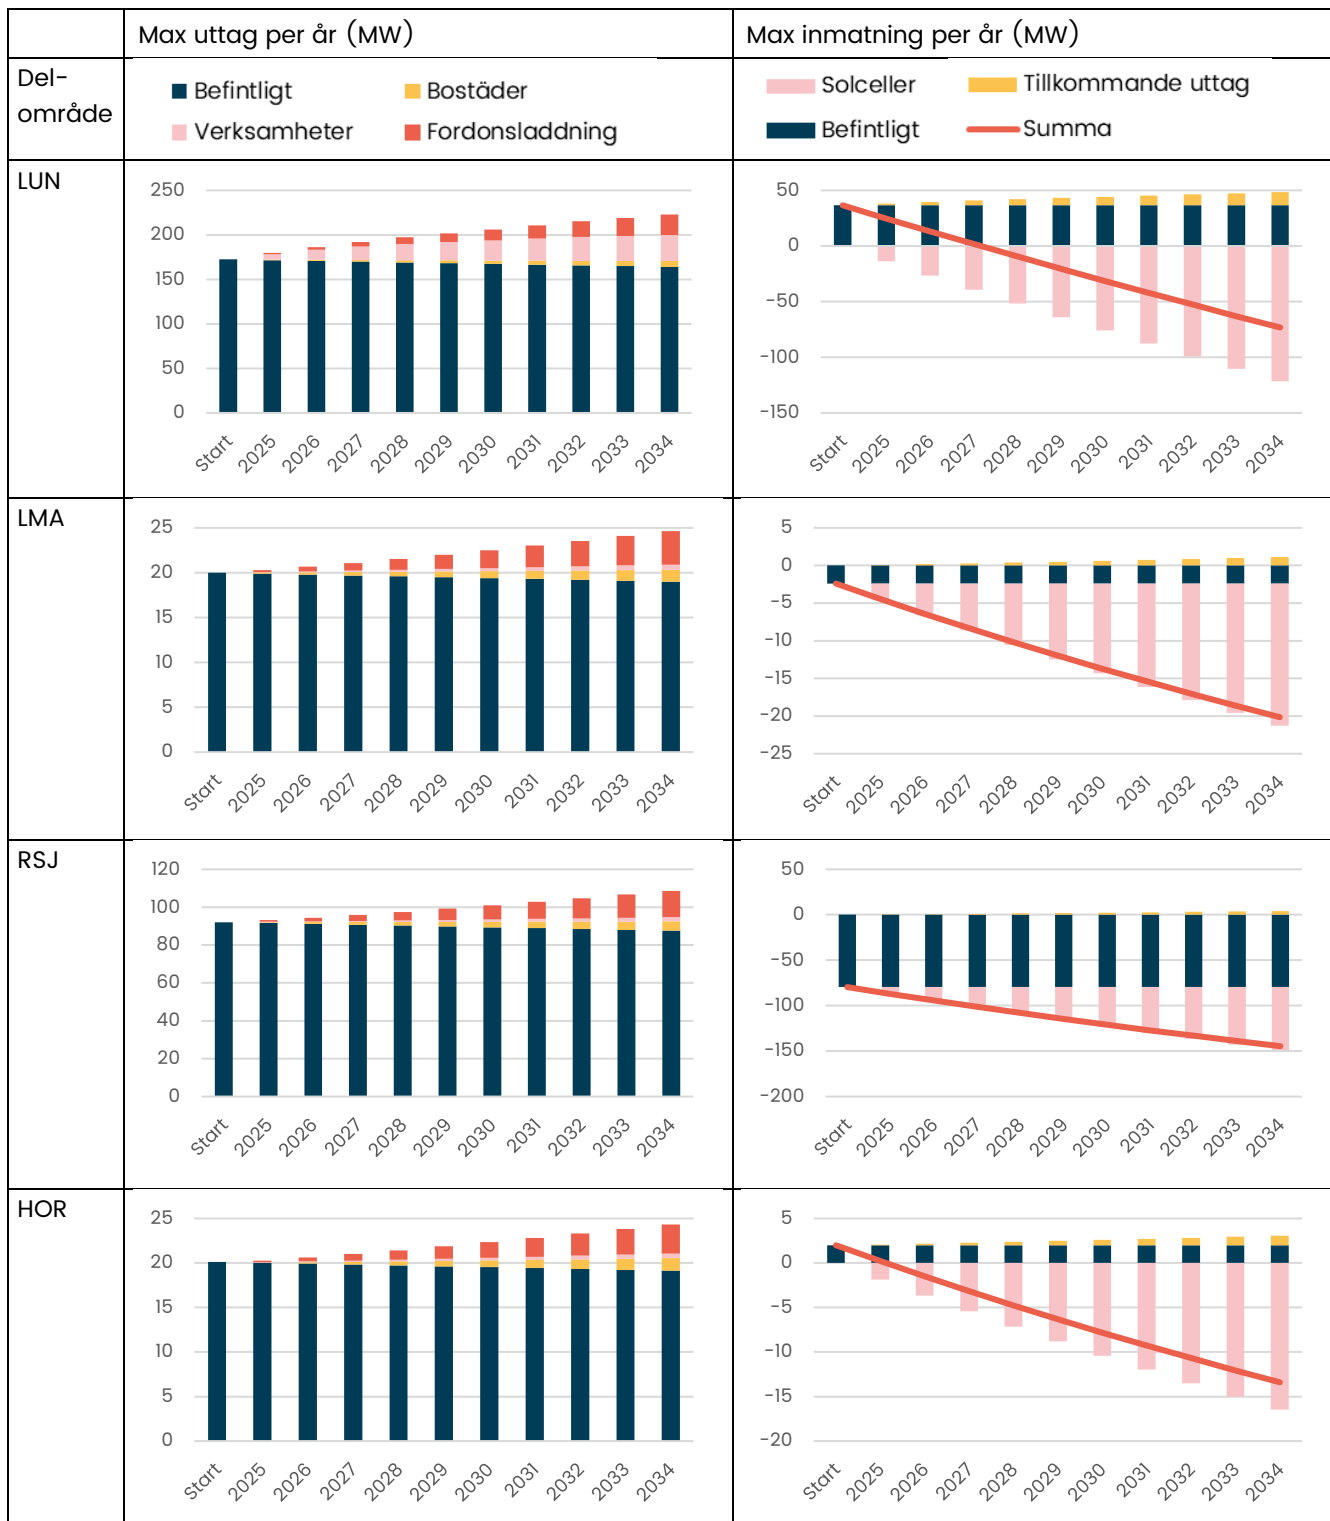 Max uttag per år (MW)
Max inmatning per år (MW)
Del-
område
Befintligt
Bostäder
Verksamheter
Fordonsladdning
Solceller
Tillkommande uttag
Befintligt
Summa
LUN
250
200
150
100
50
0
Start 2025 2026 2027 2028 2029 2030 2031 2032 2033 2034
50
0
-50
-100
-150
Start 2025 2026 2027 2028 2029 2030 2031 2032 2033 2034
LMA
25
20
15
10
5
0
Start 2025 2026 2027 2028 2029 2030 2031 2032 2033 2034
5
0
-5
-10
-15
-20
-25
Start 2025 2026 2027 2028 2029 2030 2031 2032 2033 2034
RSJ
120
100
80
60
40
20
0
Start 2025 2026 2027 2028 2029 2030 2031 2032 2033 2034
50
0
-50
-100
-150
-200
Start 2025 2026 2027 2028 2029 2030 2031 2032 2033 2034
HOR
25
20
15
10
5
0
Start 2025 2026 2027 2028 2029 2030 2031 2032 2033 2034
5
0
-5
-10
-15
-20
Start 2025 2026 2027 2028 2029 2030 2031 2032 2033 2034